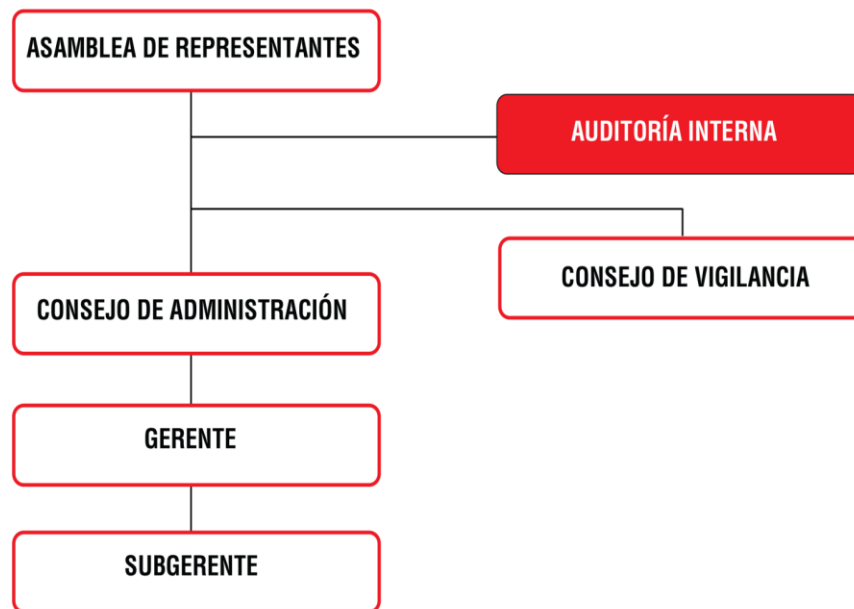 ASAMBLEA DE REPRESENTANTES
AUDITORÍA INTERNA
CONSEJO DE VIGILANCIA
CONSEJO DE ADMINISTRACIÓN
GERENTE
SUBGERENTE